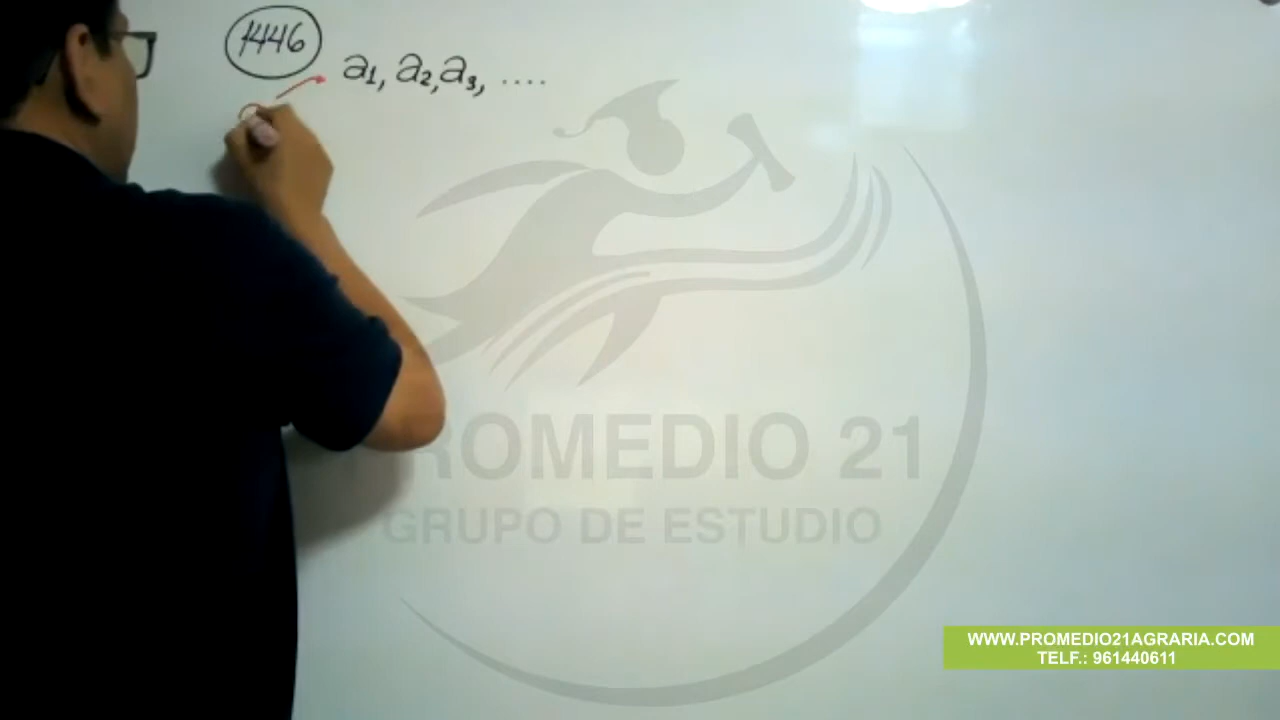 1446
a1, a2, a3, ....
PROMEDIO 21
GRUPO DE ESTUDIO
WWW.PROMEDIO21AGRARIA.COM
TELF.: 961440611